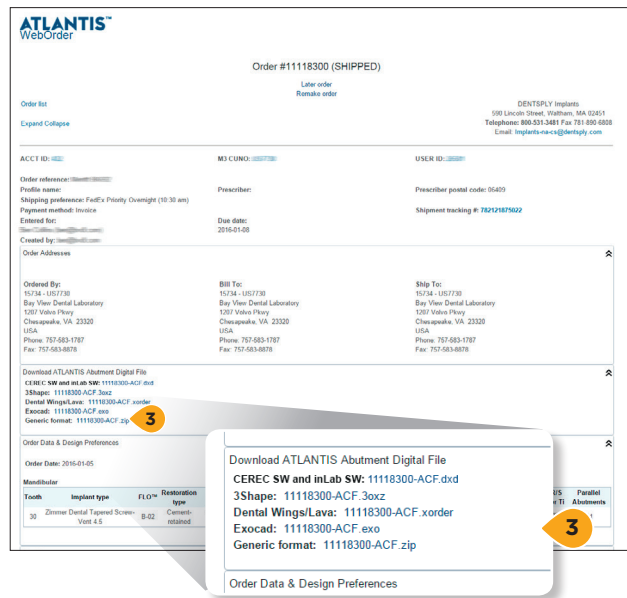 ATLANTIS™
WebOrder
Order #11118300 (SHIPPED)
Later order
Remake order
Order list
Expand Collapse
DENTSPLY Implants
590 Lincoln Street, Waltham, MA 02451
Telephone: 800-531-3481 Fax 781-890-6808
Email: Implants-na-cs@dentsply.com
ACCT ID:
M3 CUNO:
USER ID:
Order reference:
Profile name:
Prescriber:
Prescriber postal code: 06409
Shipping preference: FedEx Priority Overnight (10:30 am)
Payment method: Invoice
Shipment tracking #: 782121875022
Entered for:
Due date:
2016-01-08
Created by:
Order Addresses
Ordered By:
15734 - US7730
Bay View Dental Laboratory
1207 Volvo Pkwy
Chesapeake, VA 23320
USA
Phone: 757-583-1787
Fax: 757-583-8878
Bill To:
15734 - US7730
Bay View Dental Laboratory
1207 Volvo Pkwy
Chesapeake, VA 23320
USA
Phone: 757-583-1787
Fax: 757-583-8878
Ship To:
15734 - US7730
Bay View Dental Laboratory
1207 Volvo Pkwy
Chesapeake, VA 23320
USA
Phone: 757-583-1787
Fax: 757-583-8878
Download ATLANTIS Abutment Digital File
CEREC SW and inLab SW: 11118300-ACF.dxd
3Shape: 11118300-ACF.3oxz
Dental Wings/Lava: 11118300-ACF.xorder
Exocad: 11118300-ACF.exo
Generic format: 11118300-ACF.zip
3
Order Data & Design Preferences
Order Date: 2016-01-05
Mandibular
Tooth Implant type FLO™ Restoration type
Parallel Abutments
30 Zimmer Dental Tapered Screw-Vent 4.5 B-02 Cement-retained
Download ATLANTIS Abutment Digital File
CEREC SW and inLab SW: 11118300-ACF.dxd
3Shape: 11118300-ACF.3oxz
Dental Wings/Lava: 11118300-ACF.xorder
Exocad: 11118300-ACF.exo
Generic format: 11118300-ACF.zip
3
Order Data & Design Preferences